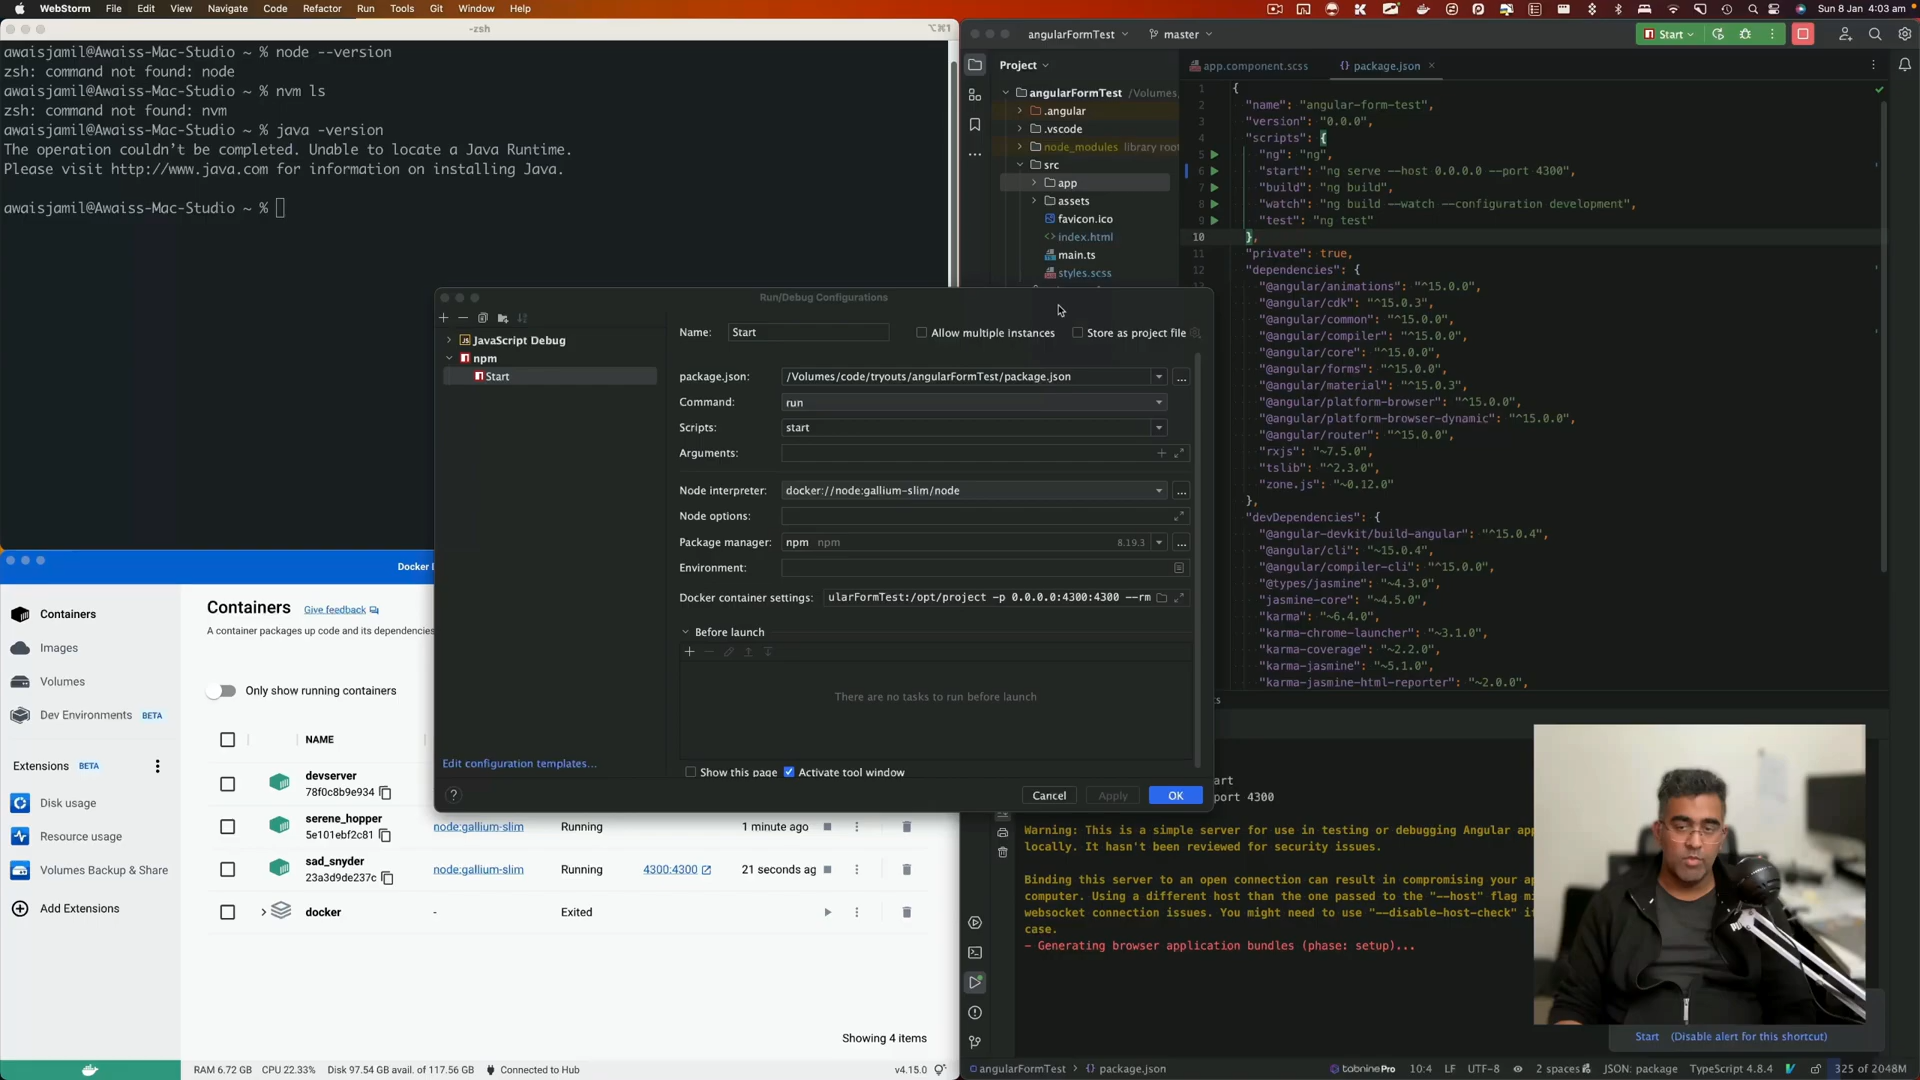 WebStorm File Edit View Navigate Code Refactor Run Tools Git Window Help
Sun 8 Jan 4:03 am
-zsh
⌥⌘1
awaisjamil@Awaiss-Mac-Studio ~ % node --version
zsh: command not found: node
awaisjamil@Awaiss-Mac-Studio ~ % nvm ls
zsh: command not found: nvm
awaisjamil@Awaiss-Mac-Studio ~ % java -version
The operation couldn't be completed. Unable to locate a Java Runtime.
Please visit http://www.java.com for information on installing Java.
awaisjamil@Awaiss-Mac-Studio ~ %
angularFormTest
master
Start
Project
angularFormTest /Volumes,
.angular
.vscode
node_modules library root
src
app
assets
favicon.ico
index.html
main.ts
styles.scss
app.component.scss
package.json
1 {
2 "name": "angular-form-test",
3 "version": "0.0.0",
4 "scripts": {
5 "ng": "ng",
6 "start": "ng serve --host 0.0.0.0 --port 4300",
7 "build": "ng build",
8 "watch": "ng build --watch --configuration development",
9 "test": "ng test"
10 },
11 "private": true,
12 "dependencies": {
"@angular/animations": "^15.0.0",
"@angular/cdk": "^15.0.3",
"@angular/common": "^15.0.0",
"@angular/compiler": "^15.0.0",
"@angular/core": "^15.0.0",
"@angular/forms": "^15.0.0",
"@angular/material": "^15.0.3",
"@angular/platform-browser": "^15.0.0",
"@angular/platform-browser-dynamic": "^15.0.0",
"@angular/router": "^15.0.0",
"rxjs": "~7.5.0",
"tslib": "^2.3.0",
"zone.js": "~0.12.0"
},
"devDependencies": {
"@angular-devkit/build-angular": "^15.0.4",
"@angular/cli": "~15.0.4",
"@angular/compiler-cli": "^15.0.0",
"@types/jasmine": "~4.3.0",
"jasmine-core": "~4.5.0",
"karma": "~6.4.0",
"karma-chrome-launcher": "~3.1.0",
"karma-coverage": "~2.2.0",
"karma-jasmine": "~5.1.0",
"karma-jasmine-html-reporter": "~2.0.0",
Run/Debug Configurations
JavaScript Debug
npm
Start
Edit configuration templates...
Name: Start
Allow multiple instances
Store as project file
package.json: /Volumes/code/tryouts/angularFormTest/package.json
Command: run
Scripts: start
Arguments:
Node interpreter: docker://node:gallium-slim/node
Node options:
Package manager: npm npm 8.19.3
Environment:
Docker container settings: ularFormTest:/opt/project -p 0.0.0.0:4300:4300 --rm
Before launch
There are no tasks to run before launch
Show this page
Activate tool window
?
Cancel
Apply
OK
Containers
Images
Volumes
Dev Environments BETA
Extensions BETA
Disk usage
Resource usage
Volumes Backup & Share
Add Extensions
Containers Give feedback
A container packages up code and its dependencies
Only show running containers
NAME
devserver
78f0c8b9e934
serene_hopper
5e101ebf2c81
node:gallium-slim Running 1 minute ago
sad_snyder
23a3d9de237c
node:gallium-slim Running 4300:4300 21 seconds ag
docker - Exited
Showing 4 items
RAM 6.72 GB CPU 22.33% Disk 97.54 GB avail. of 117.56 GB Connected to Hub
v4.15.0
art
port 4300
Warning: This is a simple server for use in testing or debugging Angular app
locally. It hasn't been reviewed for security issues.
Binding this server to an open connection can result in compromising your ap
computer. Using a different host than the one passed to the "--host" flag mi
websocket connection issues. You might need to use "--disable-host-check" if
case.
- Generating browser application bundles (phase: setup)...
Start (Disable alert for this shortcut)
angularFormTest
package.json
tabninePro 10:4 LF UTF-8 2 spaces JSON: package TypeScript 4.8.4 325 of 2048M